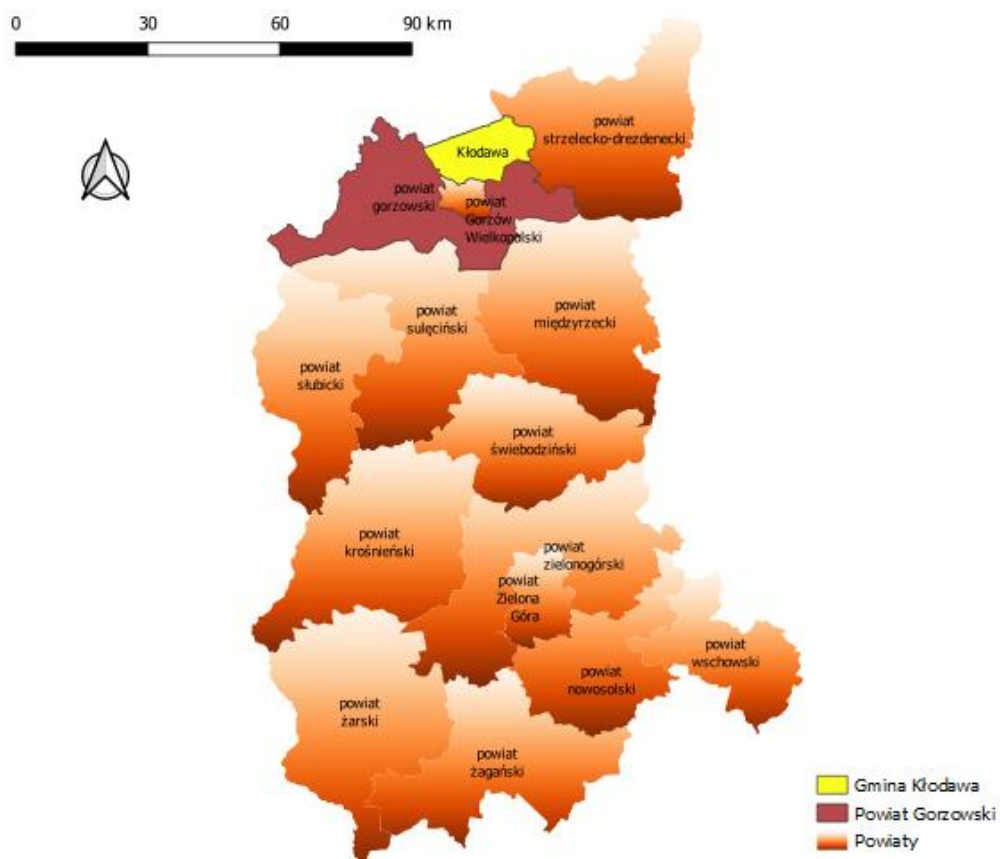 0 30 60 90 km
powiat
strzelecko-drezdenecki
Kłodawa
powiat
gorzowski
powiat
Gorzów
Wielkopolski
powiat
sulęciński
powiat
międzyrzecki
powiat
słubicki
powiat
świebodziński
powiat
krośnieński
powiat
zielonogórski
powiat
Zielona
Góra
powiat
wschowski
powiat
nowosolski
powiat
żarski
powiat
żagański
Gmina Kłodawa
Powiat Gorzowski
Powiaty